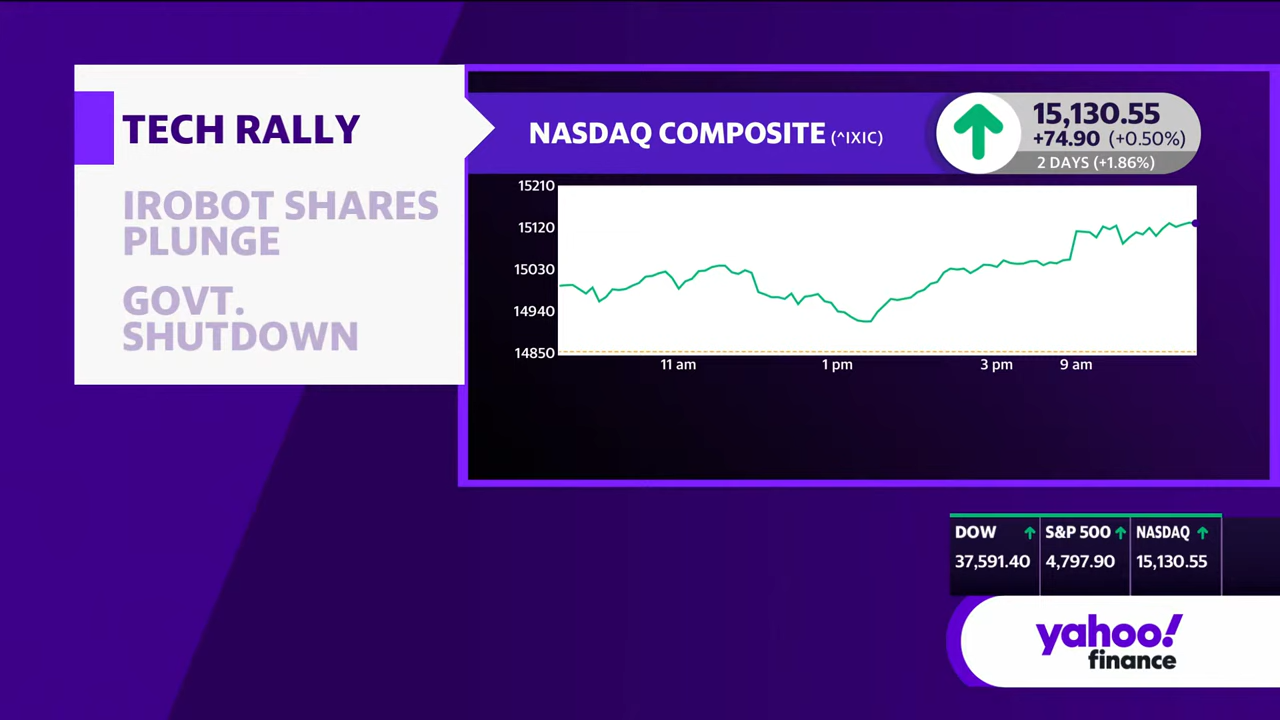 TECH RALLY
IROBOT SHARES
PLUNGE
GOVT.
SHUTDOWN
NASDAQ COMPOSITE (^IXIC)
15,130.55
+74.90 (+0.50%)
2 DAYS (+1.86%)
15210
15120
15030
14940
14850
11 am 1 pm 3 pm 9 am
DOW S&P 500 NASDAQ
37,591.40 4,797.90 15,130.55
yahoo!
finance